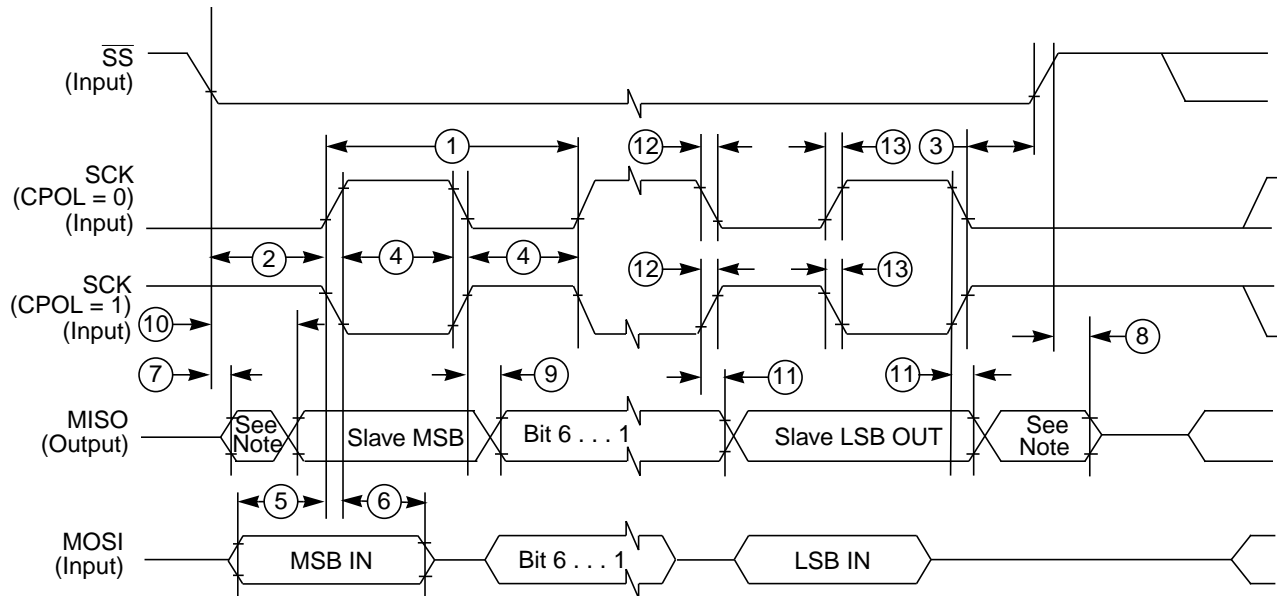 SS
(Input)
1
12
13
3
SCK
(CPOL = 0)
(Input)
2
4
4
12
13
SCK
(CPOL = 1)
(Input)
10
8
7
9
11
11
MISO
(Output)
See
Note
Slave MSB
Bit 6 . . . 1
Slave LSB OUT
See
Note
5
6
MOSI
(Input)
MSB IN
Bit 6 . . . 1
LSB IN